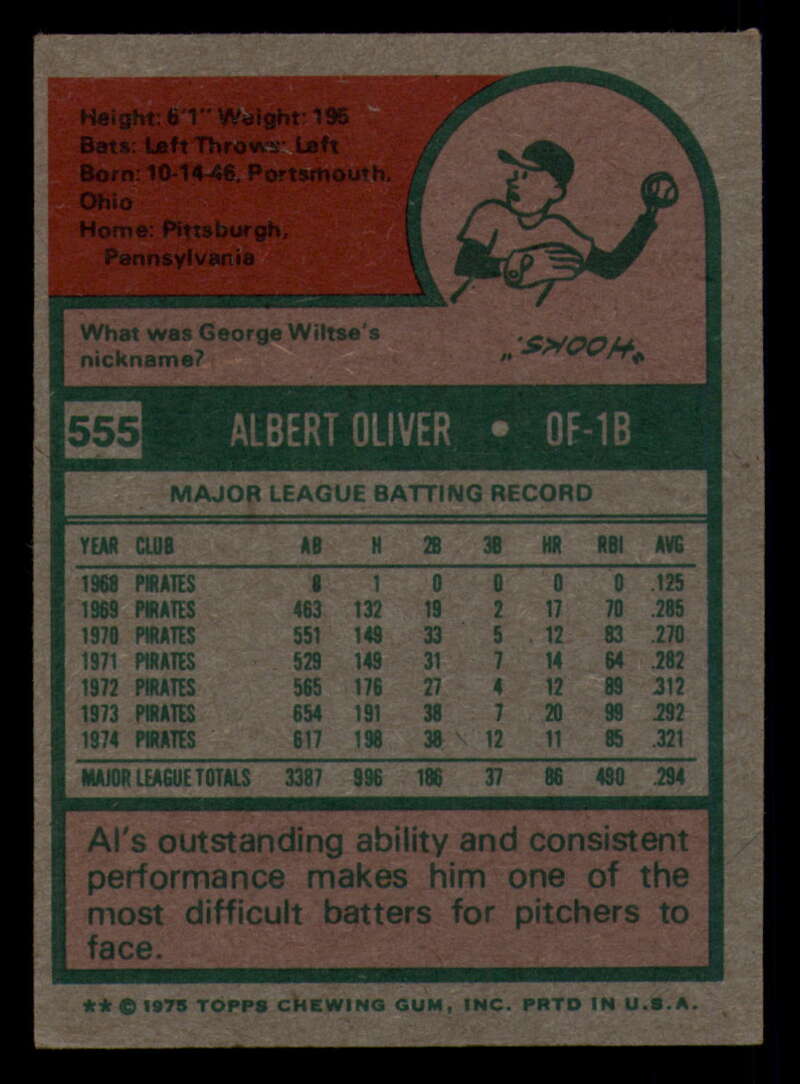 Height: 6'1" Weight: 195
Bats: Left Throws: Left
Born: 10-14-46, Portsmouth,
Ohio
Home: Pittsburgh,
Pennsylvania
What was George Wiltse's
nickname?
"HOOKS."
555 ALBERT OLIVER • OF-1B
MAJOR LEAGUE BATTING RECORD
YEAR CLUB AB H 2B 3B HR RBI AVG
1968 PIRATES 8 1 0 0 0 0 .125
1969 PIRATES 463 132 19 2 17 70 .285
1970 PIRATES 551 149 33 5 12 83 .270
1971 PIRATES 529 149 31 7 14 64 .282
1972 PIRATES 565 176 27 4 12 89 .312
1973 PIRATES 654 191 38 7 20 99 .292
1974 PIRATES 617 198 38 12 11 85 .321
MAJOR LEAGUE TOTALS 3387 996 186 37 86 490 .294
Al's outstanding ability and consistent
performance makes him one of the
most difficult batters for pitchers to
face.
** © 1975 TOPPS CHEWING GUM, INC. PRTD IN U.S.A.